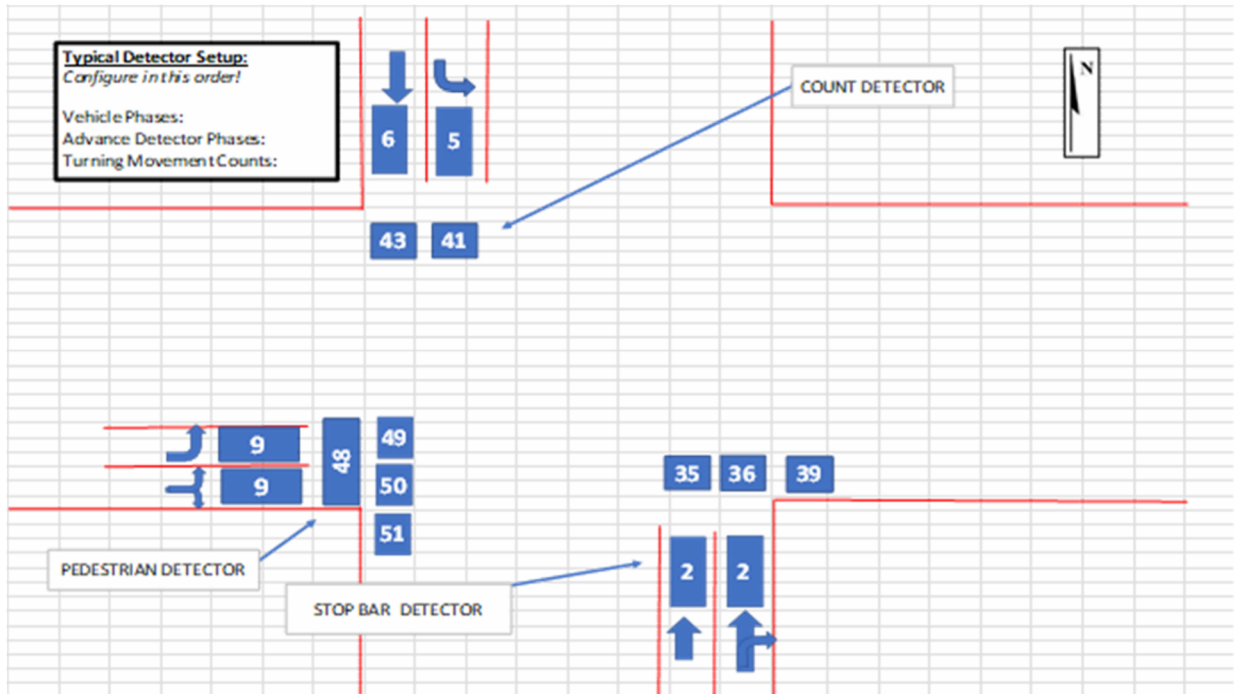 Typical Detector Setup:
Configure in this order!
Vehicle Phases:
Advance Detector Phases:
Turning Movement Counts:
6
5
COUNT DETECTOR
N
43
41
9
48
49
35
36
39
9
50
51
PEDESTRIAN DETECTOR
STOP BAR DETECTOR
2
2